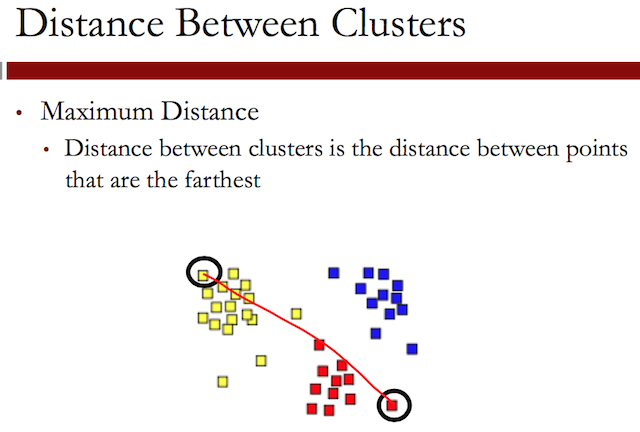 Distance Between Clusters
• Maximum Distance
• Distance between clusters is the distance between points
that are the farthest